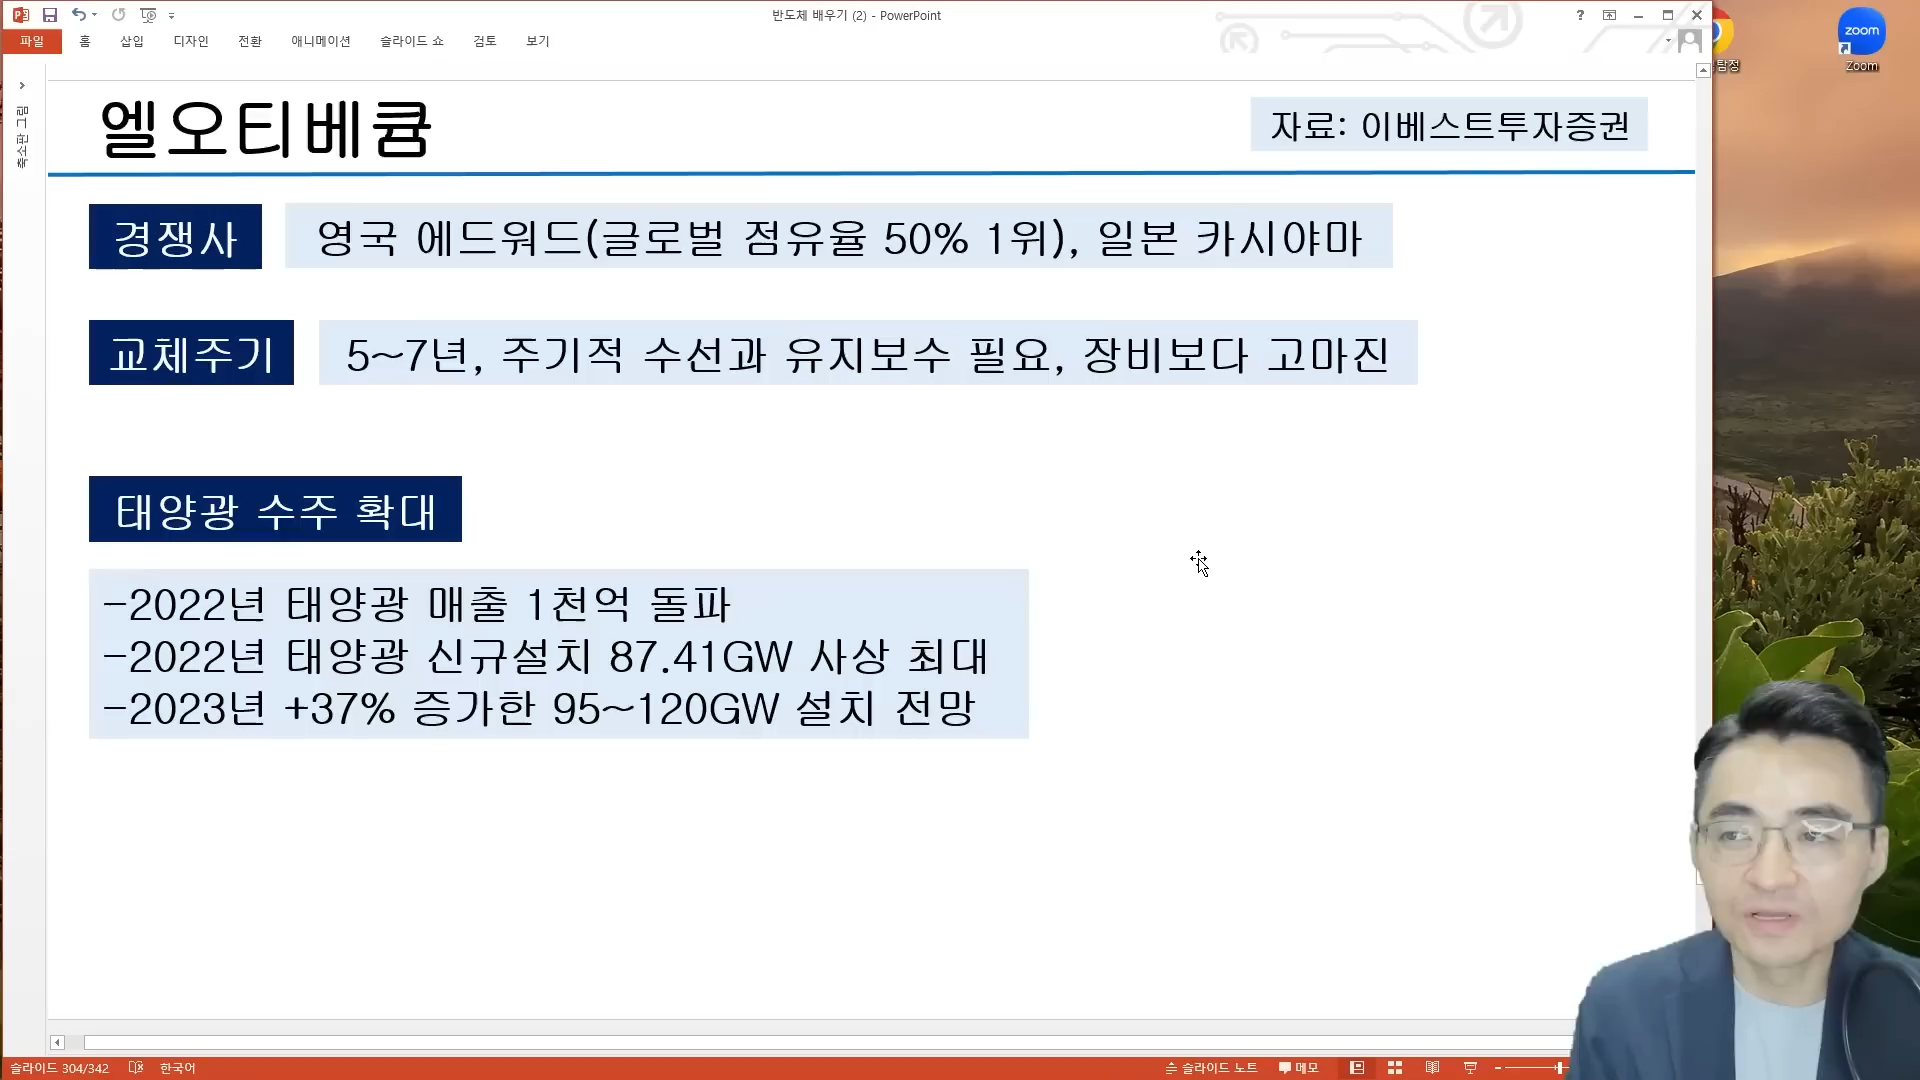 반도체 배우기 (2) - PowerPoint
파일 홈 삽입 디자인 전환 애니메이션 슬라이드 쇼 검토 보기
zoom
Zoom
탐정
축소판 그림
엘오티베큠
자료: 이베스트투자증권
경쟁사 영국 에드워드(글로벌 점유율 50% 1위), 일본 카시야마
교체주기 5~7년, 주기적 수선과 유지보수 필요, 장비보다 고마진
태양광 수주 확대
-2022년 태양광 매출 1천억 돌파
-2022년 태양광 신규설치 87.41GW 사상 최대
-2023년 +37% 증가한 95~120GW 설치 전망
슬라이드 304/342 한국어 슬라이드 노트 메모